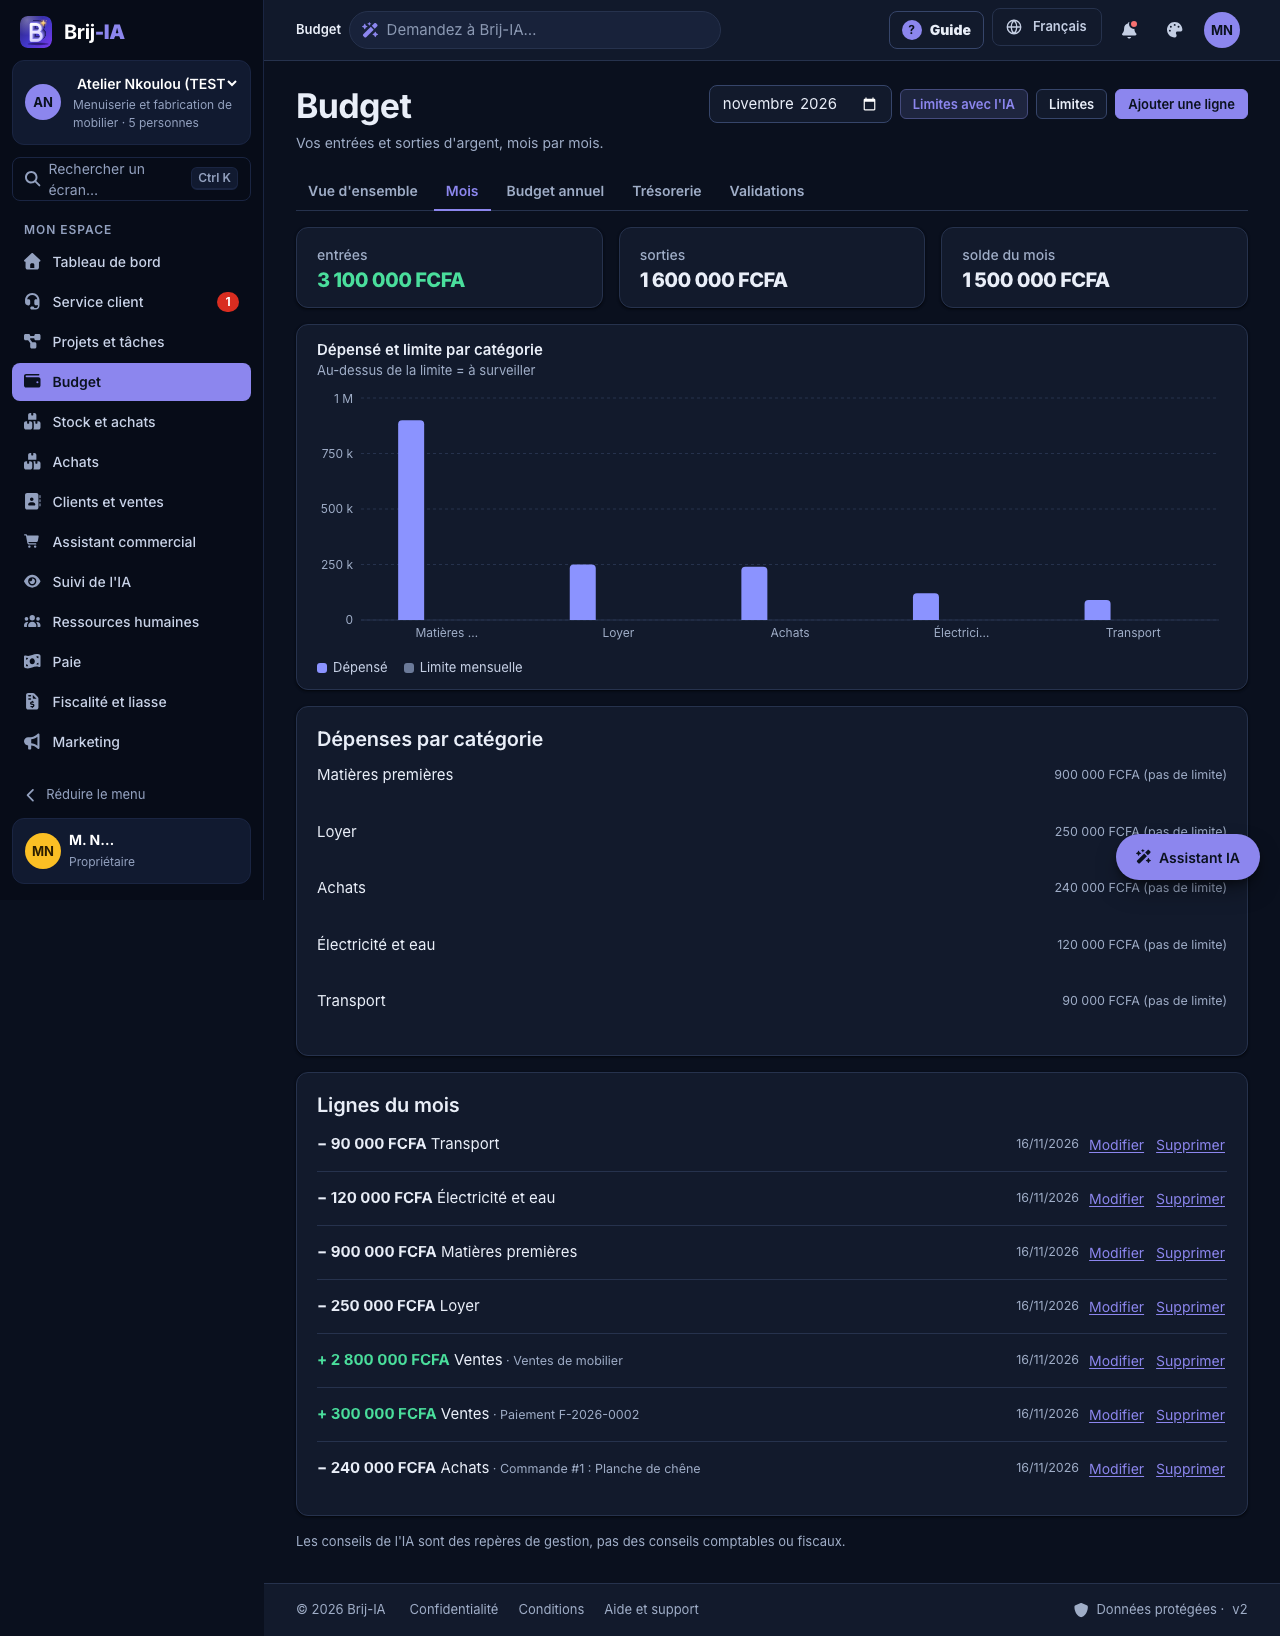 Brij-IA
Atelier Nkoulou (TEST
AN
Menuiserie et fabrication de
mobilier · 5 personnes
Rechercher un
écran...
Ctrl K
MON ESPACE
Tableau de bord
Service client
1
Projets et tâches
Budget
Stock et achats
Achats
Clients et ventes
Assistant commercial
Suivi de l'IA
Ressources humaines
Paie
Fiscalité et liasse
Marketing
Réduire le menu
MN
M. N...
Propriétaire
Budget
Demandez à Brij-IA...
? Guide
Français
MN
Budget
Vos entrées et sorties d'argent, mois par mois.
novembre 2026
Limites avec l'IA
Limites
Ajouter une ligne
Vue d'ensemble
Mois
Budget annuel
Trésorerie
Validations
entrées
3 100 000 FCFA
sorties
1 600 000 FCFA
solde du mois
1 500 000 FCFA
Dépensé et limite par catégorie
Au-dessus de la limite = à surveiller
1 M
750 k
500 k
250 k
0
Matières ...
Loyer
Achats
Électrici...
Transport
Dépensé
Limite mensuelle
Dépenses par catégorie
Matières premières 900 000 FCFA (pas de limite)
Loyer 250 000 FCFA (pas de limite)
Assistant IA
Achats 240 000 FCFA (pas de limite)
Électricité et eau 120 000 FCFA (pas de limite)
Transport 90 000 FCFA (pas de limite)
Lignes du mois
– 90 000 FCFA Transport 16/11/2026 Modifier Supprimer
– 120 000 FCFA Électricité et eau 16/11/2026 Modifier Supprimer
– 900 000 FCFA Matières premières 16/11/2026 Modifier Supprimer
– 250 000 FCFA Loyer 16/11/2026 Modifier Supprimer
+ 2 800 000 FCFA Ventes · Ventes de mobilier 16/11/2026 Modifier Supprimer
+ 300 000 FCFA Ventes · Paiement F-2026-0002 16/11/2026 Modifier Supprimer
– 240 000 FCFA Achats · Commande #1 : Planche de chêne 16/11/2026 Modifier Supprimer
Les conseils de l'IA sont des repères de gestion, pas des conseils comptables ou fiscaux.
© 2026 Brij-IA
Confidentialité
Conditions
Aide et support
Données protégées · v2